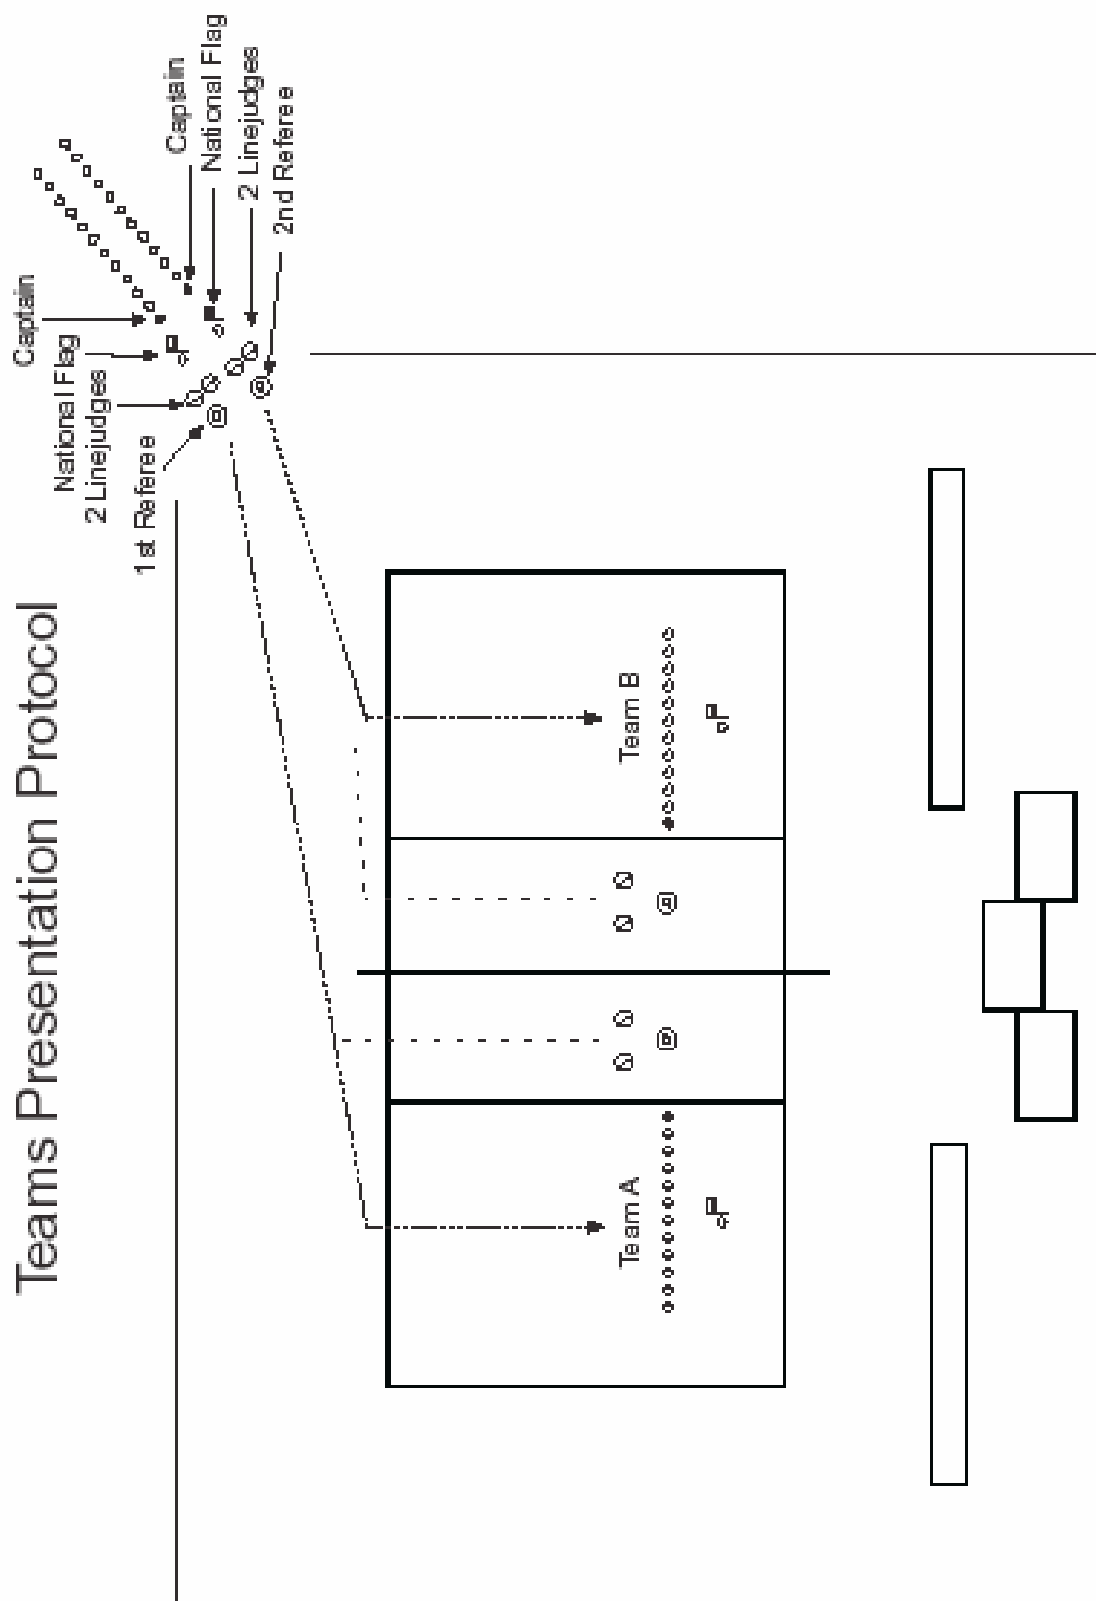 Teams Presentation Protocol
Captain
National Flag
2 Linejudges
1st Referee
Captain
National Flag
2 Linejudges
2nd Referee
Team A
Team B